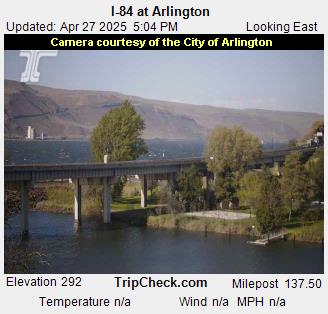 I-84 at Arlington
Updated: Apr 27 2025 5:04 PM Looking East
Camera courtesy of the City of Arlington
Elevation 292 TripCheck.com Milepost 137.50
Temperature n/a Wind n/a MPH n/a